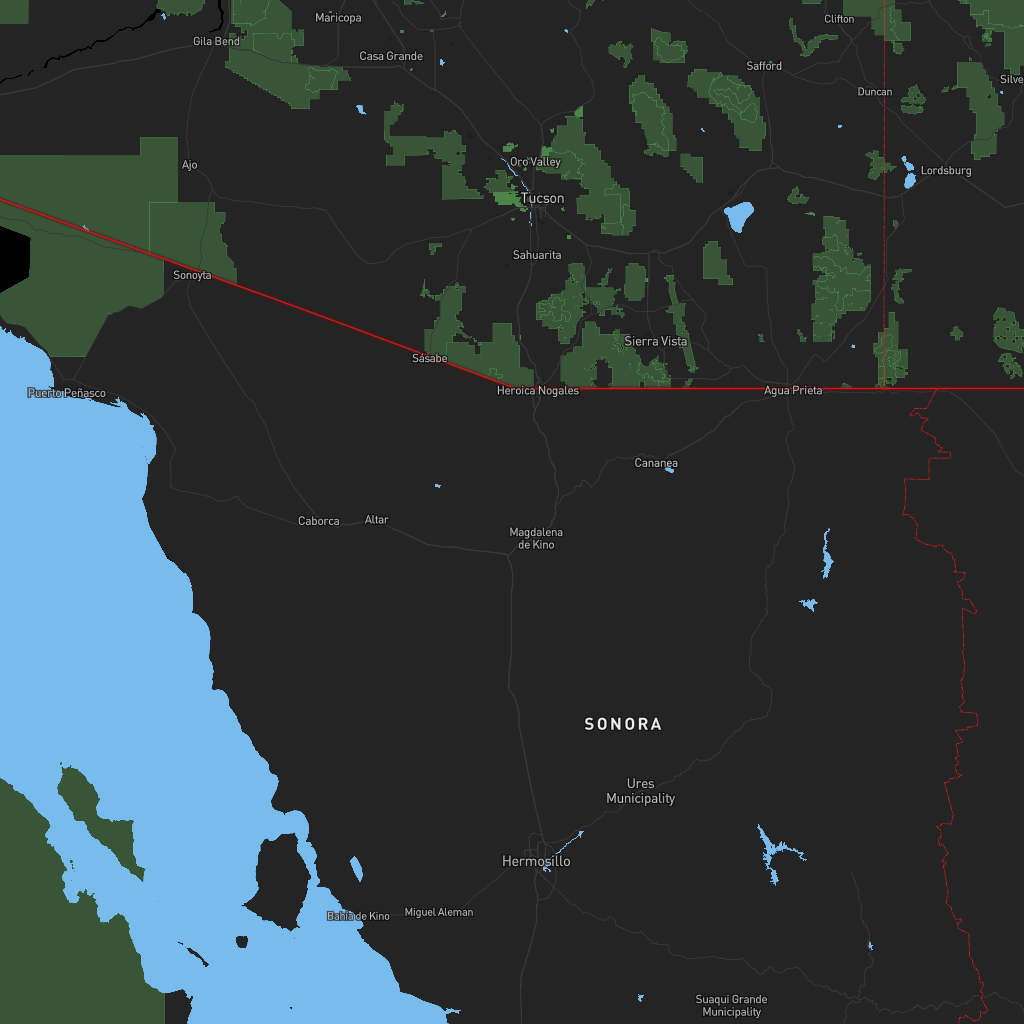 Maricopa
Clifton
Gila Bend
Casa Grande
Safford
Silve
Duncan
Ajo
Oro Valley
Lordsburg
Tucson
Sahuarita
Sonoyta
Sierra Vista
Sásabe
Puerto Peñasco
Heroica Nogales
Agua Prieta
Cananea
Caborca
Altar
Magdalena
de Kino
SONORA
Ures
Municipality
Hermosillo
Bahía de Kino
Miguel Aleman
Suaqui Grande
Municipality